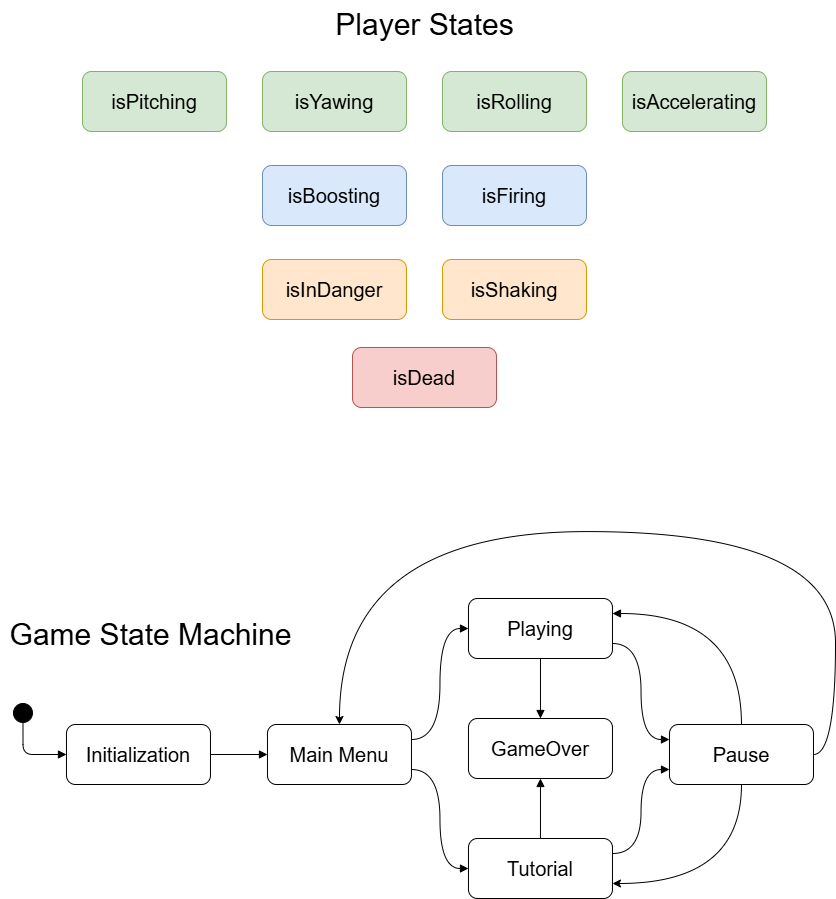 Player States
isPitching
isYawing
isRolling
isAccelerating
isBoosting
isFiring
isInDanger
isShaking
isDead
Game State Machine
Playing
Initialization
Main Menu
GameOver
Pause
Tutorial